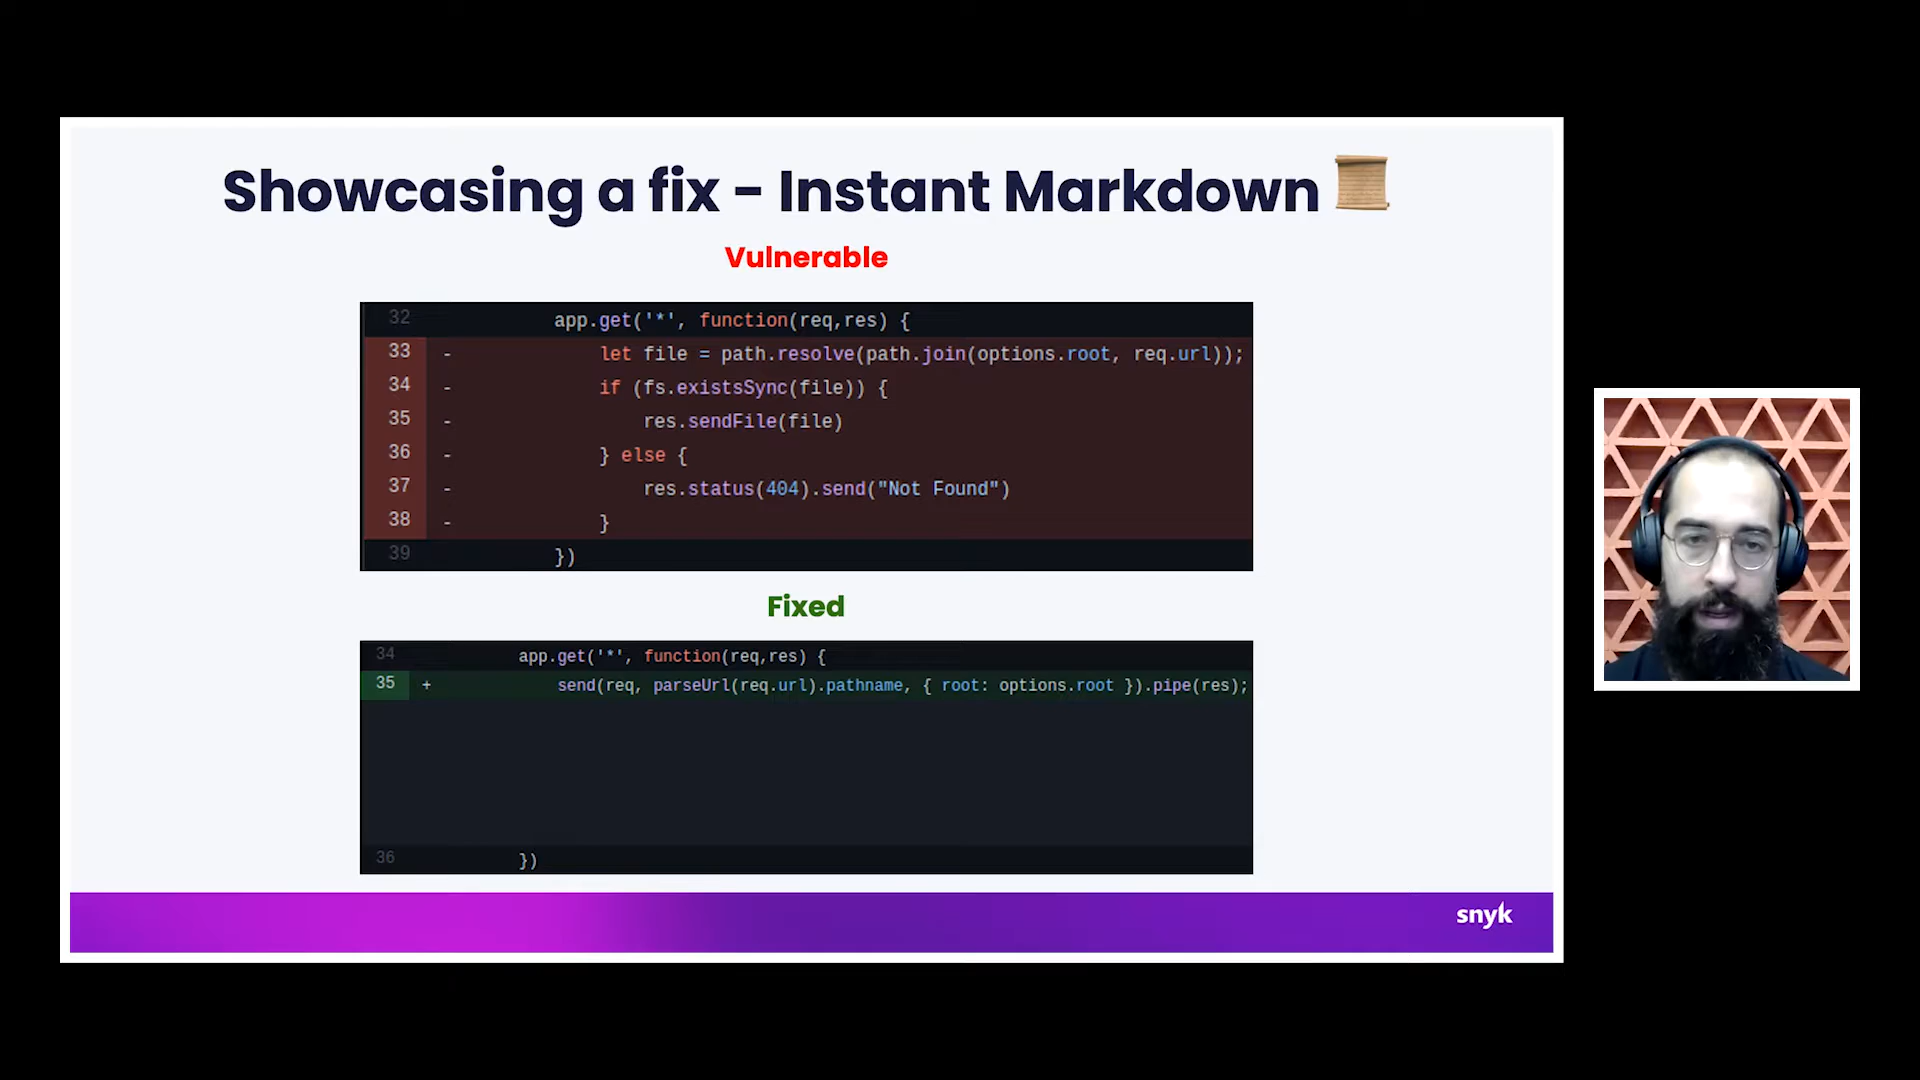 Showcasing a fix - Instant Markdown
Vulnerable
32 app.get('*', function(req,res) {
33 - let file = path.resolve(path.join(options.root, req.url));
34 - if (fs.existsSync(file)) {
35 - res.sendFile(file)
36 - } else {
37 - res.status(404).send("Not Found")
38 - }
39 })
Fixed
34 app.get('*', function(req,res) {
35 + send(req, parseUrl(req.url).pathname, { root: options.root }).pipe(res);
36 })
snyk